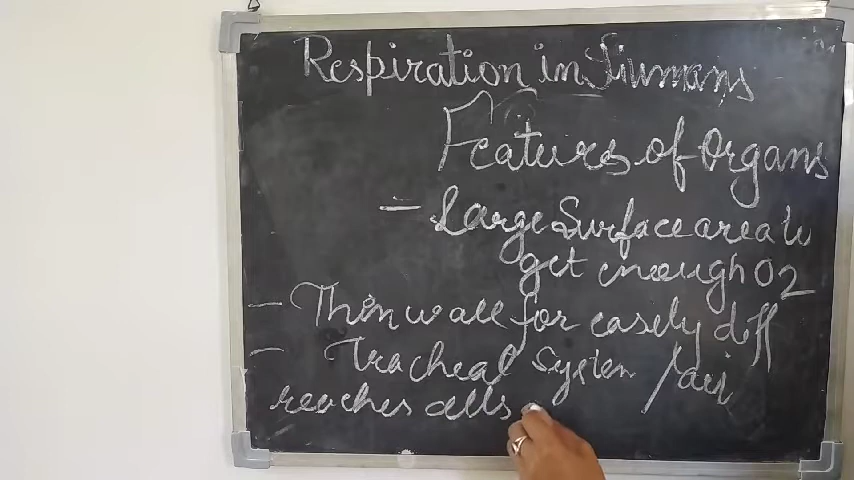 Respiration in Humans
Features of Organs
- Large Surface area to
get enough O2
- Thin wall for easily diff
- Tracheal System / air
reaches cells